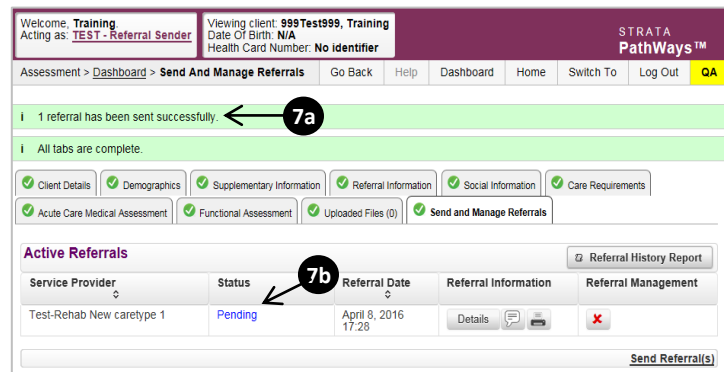 Welcome, Training.
Acting as: TEST - Referral Sender
Viewing client: 999Test999, Training
Date Of Birth: N/A
Health Card Number: No identifier
STRATA
PathWays™
Assessment > Dashboard > Send And Manage Referrals
Go Back
Help
Dashboard
Home
Switch To
Log Out
QA
i 1 referral has been sent successfully.
7a
i All tabs are complete.
Client Details
Demographics
Supplementary Information
Referral Information
Social Information
Care Requirements
Acute Care Medical Assessment
Functional Assessment
Uploaded Files (0)
Send and Manage Referrals
Active Referrals
Referral History Report
7b
Service Provider
Status
Referral Date
Referral Information
Referral Management
Test-Rehab New caretype 1
Pending
April 8, 2016
17:28
Details
Send Referral(s)